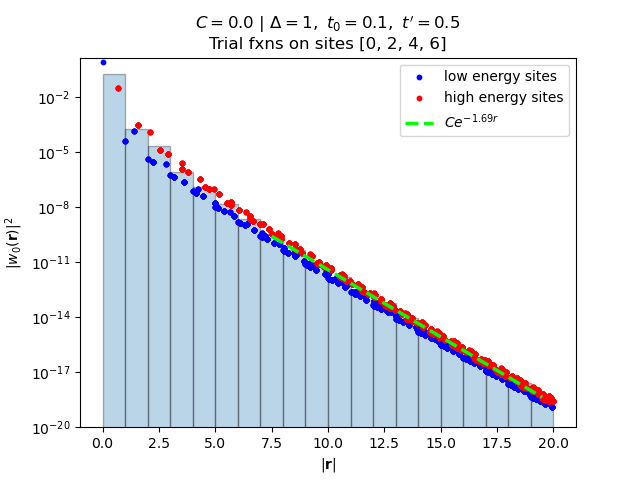 C = 0.0 | Δ = 1, t₀ = 0.1, t′ = 0.5
Trial fxns on sites [0, 2, 4, 6]
low energy sites
high energy sites
Ce⁻¹·⁶⁹ʳ
|w₀(r)|²
10⁻²
10⁻⁵
10⁻⁸
10⁻¹¹
10⁻¹⁴
10⁻¹⁷
10⁻²⁰
0.0 2.5 5.0 7.5 10.0 12.5 15.0 17.5 20.0
|r|